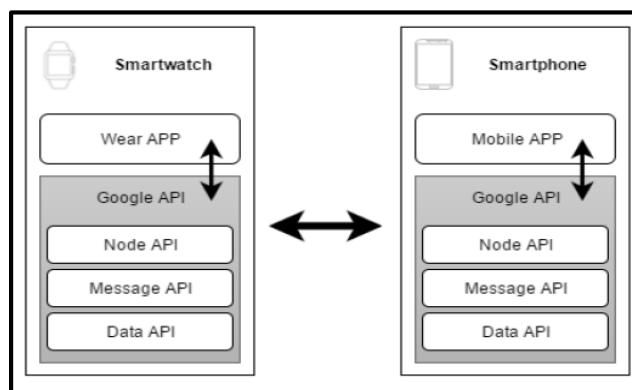 Smartwatch
Wear APP
Google API
Node API
Message API
Data API
Smartphone
Mobile APP
Google API
Node API
Message API
Data API